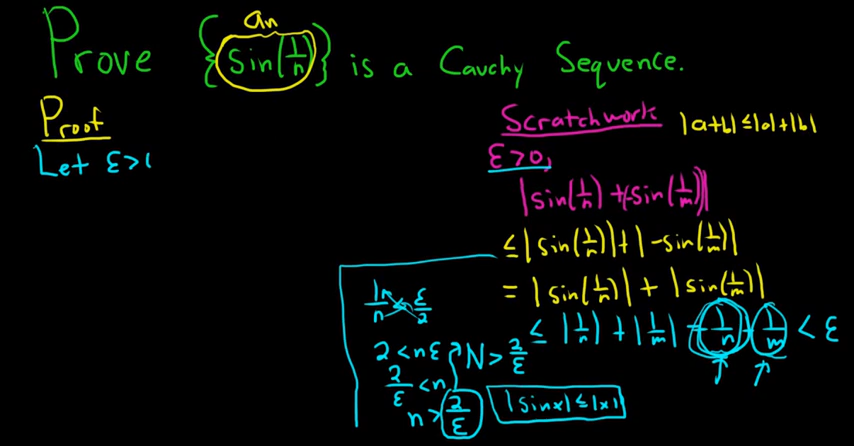 an
Prove {sin(1/n)} is a Cauchy Sequence.
Proof
Let ε>1
Scratchwork |a+b|≤|a|+|b|
ε>0,
|sin(1/n)+(-sin(1/m))|
≤|sin(1/n)|+|-sin(1/m)|
=|sin(1/n)|+|sin(1/m)|
≤|1/n|+|1/m|=1/n+1/m<ε
1/n<ε/2
2<nε
N>2/ε
2/ε<n
n>2/ε
|sinx|≤|x|